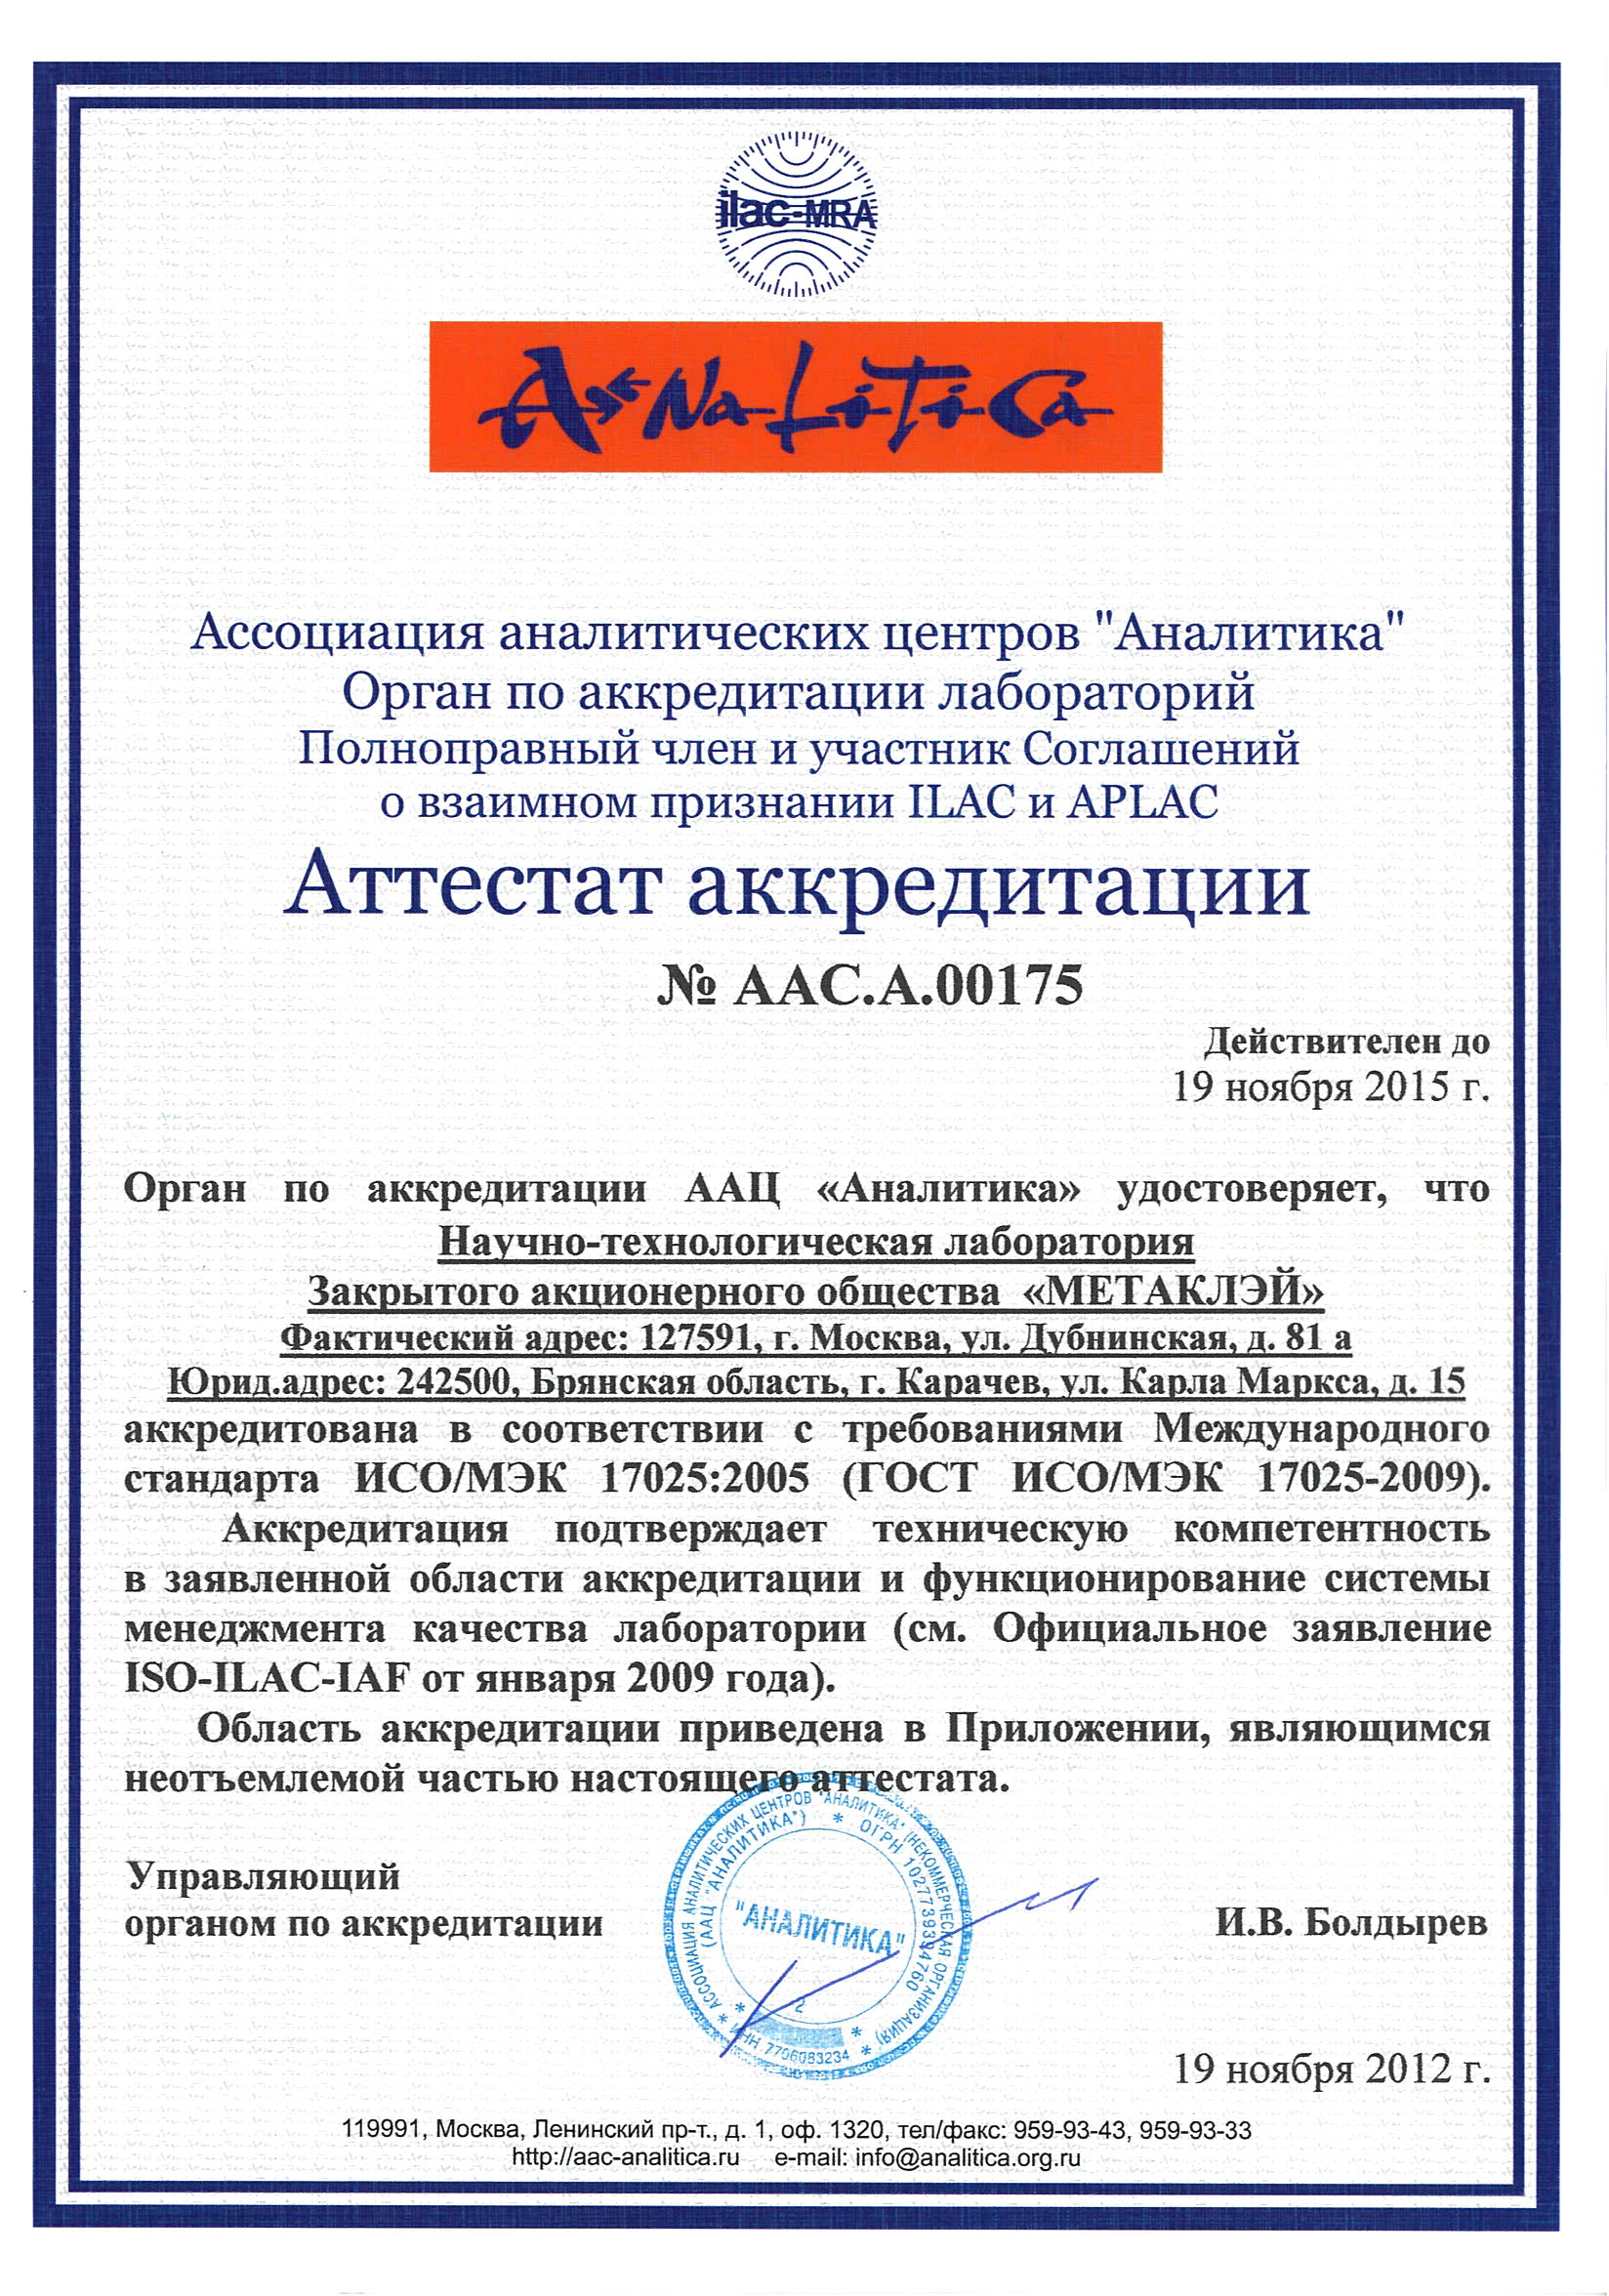 ilac-MRA
AsNaLiTiCa
Ассоциация аналитических центров "Аналитика"
Орган по аккредитации лабораторий
Полноправный член и участник Соглашений
о взаимном признании ILAC и APLAC
Аттестат аккредитации
№ ААС.А.00175
Действителен до
19 ноября 2015 г.
Орган по аккредитации ААЦ «Аналитика» удостоверяет, что
Научно-технологическая лаборатория
Закрытого акционерного общества «МЕТАКЛЭЙ»
Фактический адрес: 127591, г. Москва, ул. Дубнинская, д. 81 а
Юрид.адрес: 242500, Брянская область, г. Карачев, ул. Карла Маркса, д. 15
аккредитована в соответствии с требованиями Международного
стандарта ИСО/МЭК 17025:2005 (ГОСТ ИСО/МЭК 17025-2009).
Аккредитация подтверждает техническую компетентность
в заявленной области аккредитации и функционирование системы
менеджмента качества лаборатории (см. Официальное заявление
ISO-ILAC-IAF от января 2009 года).
Область аккредитации приведена в Приложении, являющимся
неотъемлемой частью настоящего аттестата.
* АССОЦИАЦИЯ АНАЛИТИЧЕСКИХ ЦЕНТРОВ "АНАЛИТИКА" (НЕКОММЕРЧЕСКАЯ ОРГАНИЗАЦИЯ) *
ИНН 7706083234
* (ААЦ "АНАЛИТИКА") * ОГРН 1027739394760 *
"АНАЛИТИКА"
2
Управляющий
органом по аккредитации
И.В. Болдырев
19 ноября 2012 г.
119991, Москва, Ленинский пр-т., д. 1, оф. 1320, тел/факс: 959-93-43, 959-93-33
http://aac-analitica.ru e-mail: info@analitica.org.ru